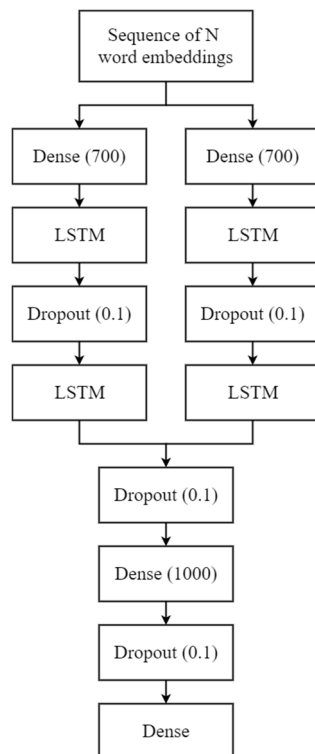 Sequence of N
word embeddings
Dense (700)
Dense (700)
LSTM
LSTM
Dropout (0.1)
Dropout (0.1)
LSTM
LSTM
Dropout (0.1)
Dense (1000)
Dropout (0.1)
Dense